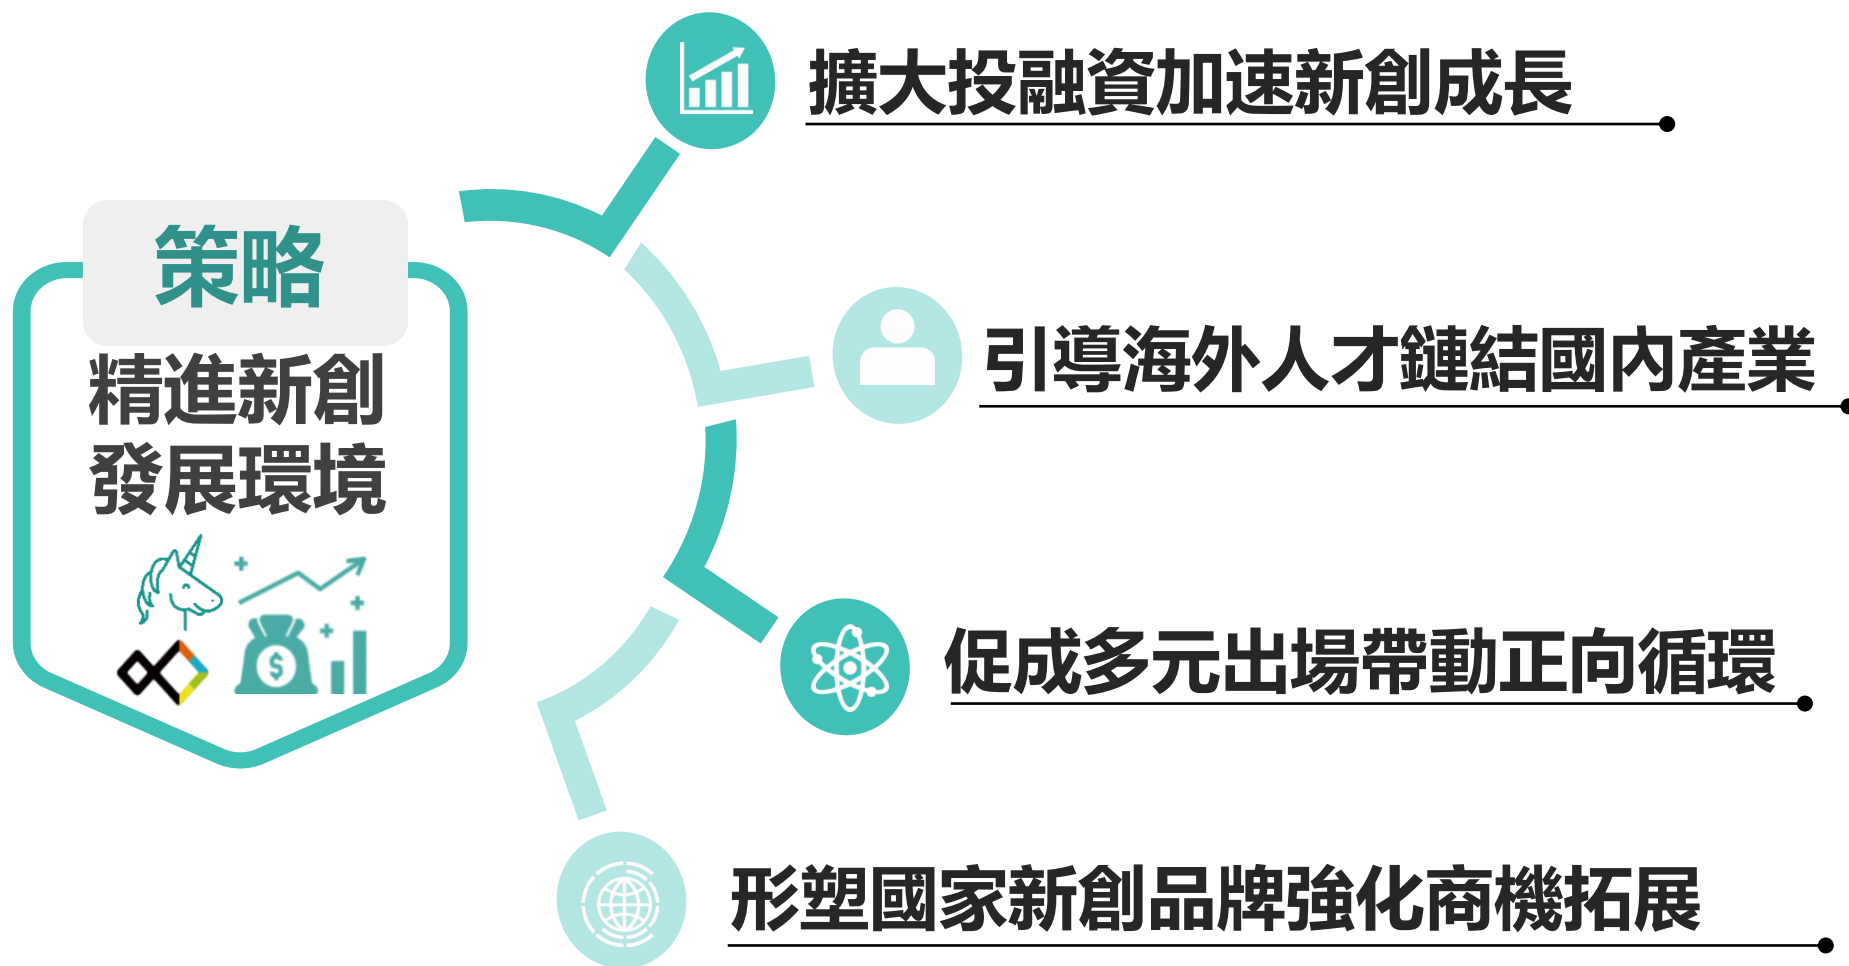 策略
精進新創
發展環境
擴大投融資加速新創成長
引導海外人才鏈結國內產業
促成多元出場帶動正向循環
形塑國家新創品牌強化商機拓展
$